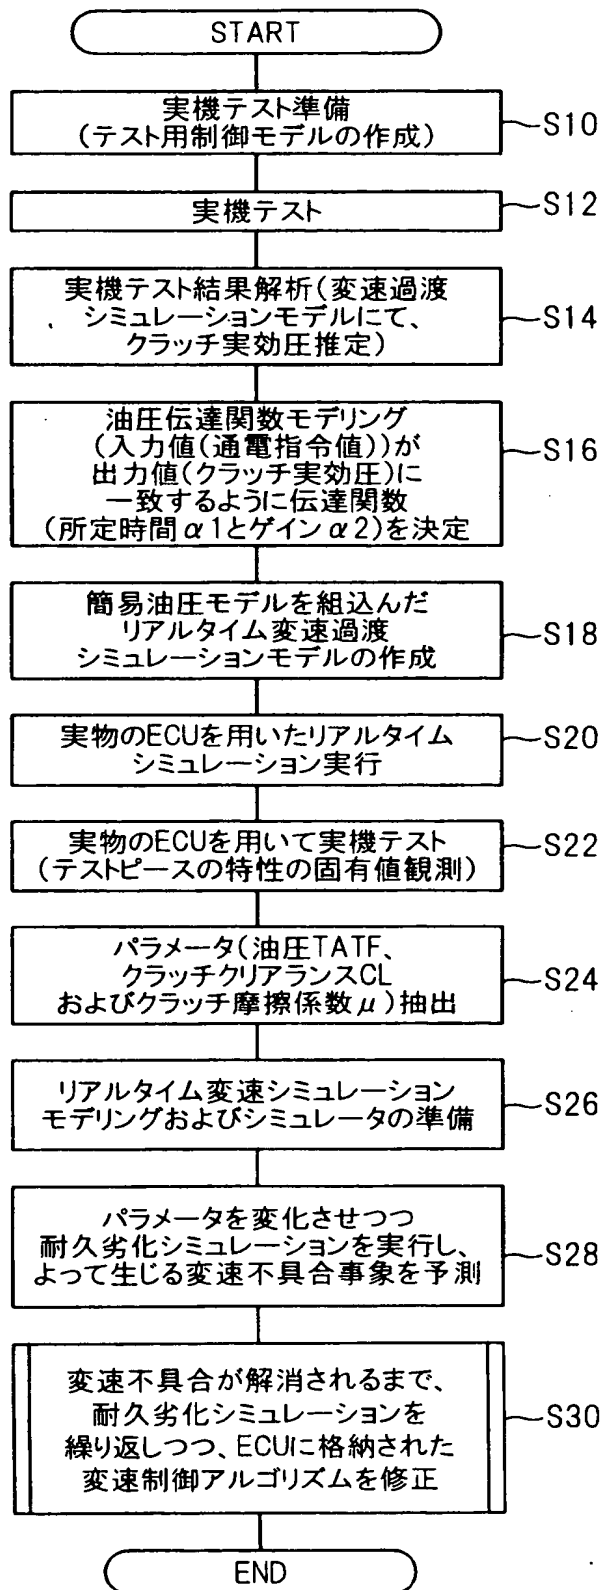 START
実機テスト準備
(テスト用制御モデルの作成)
S10
実機テスト
S12
実機テスト結果解析(変速過渡
シミュレーションモデルにて、
クラッチ実効圧推定)
S14
油圧伝達関数モデリング
(入力値(通電指令値))が
出力値(クラッチ実効圧)に
一致するように伝達関数
(所定時間α1とゲインα2)を決定
S16
簡易油圧モデルを組込んだ
リアルタイム変速過渡
シミュレーションモデルの作成
S18
実物のECUを用いたリアルタイム
シミュレーション実行
S20
実物のECUを用いて実機テスト
(テストピースの特性の固有値観測)
S22
パラメータ(油圧TATF、
クラッチクリアランスCL
およびクラッチ摩擦係数μ)抽出
S24
リアルタイム変速シミュレーション
モデリングおよびシミュレータの準備
S26
パラメータを変化させつつ
耐久劣化シミュレーションを実行し、
よって生じる変速不具合事象を予測
S28
変速不具合が解消されるまで、
耐久劣化シミュレーションを
繰り返しつつ、ECUに格納された
変速制御アルゴリズムを修正
S30
END